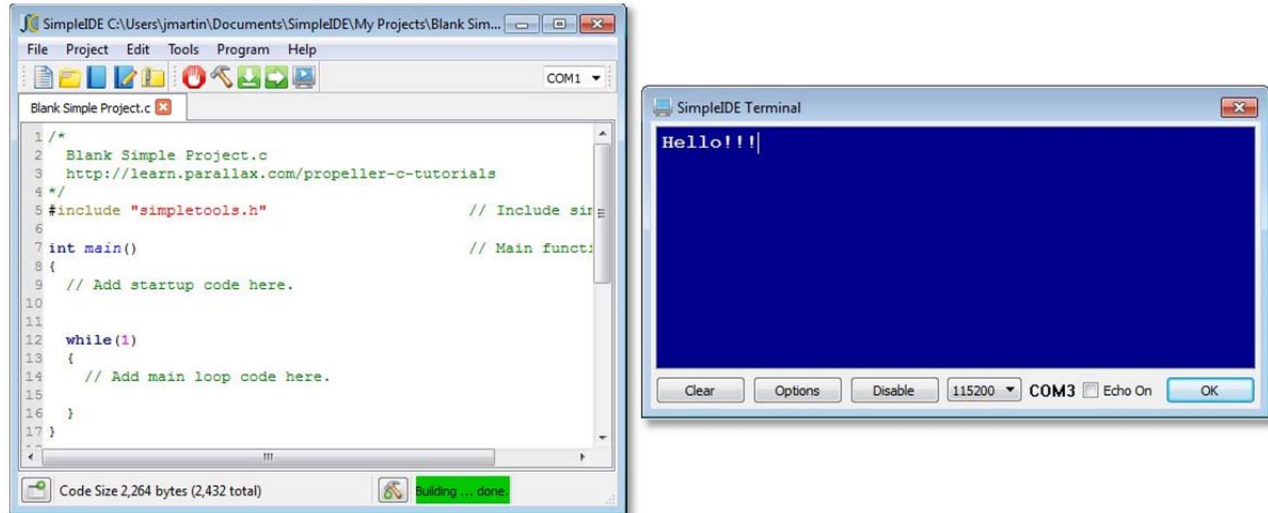 SimpleIDE C:\Users\jmartin\Documents\SimpleIDE\My Projects\Blank Sim...
File Project Edit Tools Program Help
COM1
Blank Simple Project.c
1 /*
2 Blank Simple Project.c
3 http://learn.parallax.com/propeller-c-tutorials
4 */
5 #include "simpletools.h" // Include
6
7 int main() // Main
8 {
9 // Add startup code here.
10
11
12 while(1)
13 {
14 // Add main loop code here.
15
16 }
17 }
Code Size 2,264 bytes (2,432 total)
Building ... done.
SimpleIDE Terminal
Hello!!!
Clear Options Disable 115200 COM3 Echo On OK